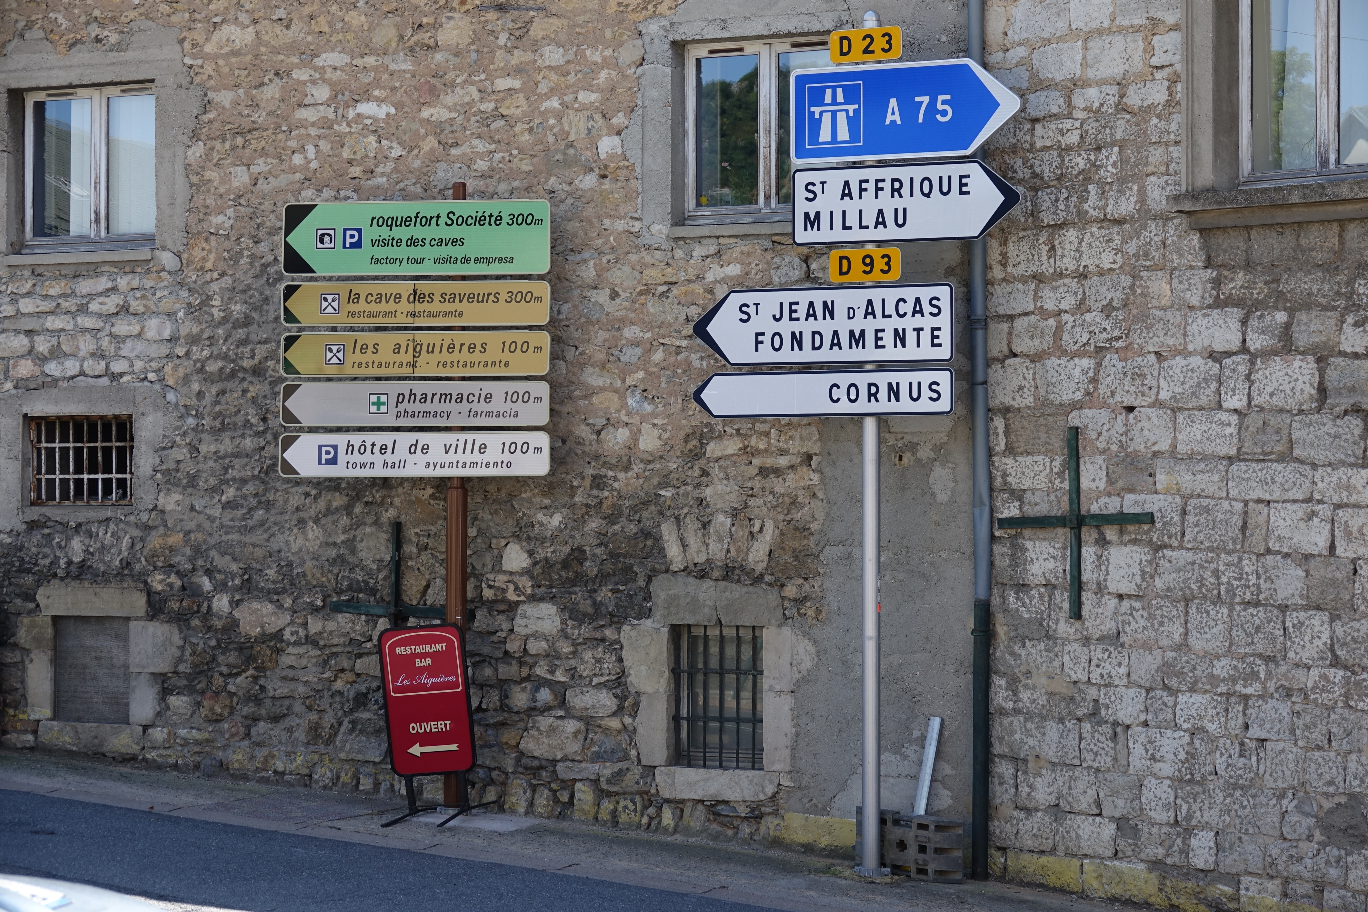 roquefort Société 300m
P
visite des caves
factory tour - visita de empresa
la cave des saveurs 300m
restaurant - restaurante
les aiguières 100m
restaurant - restaurante
pharmacie 100m
pharmacy - farmacia
P
hôtel de ville 100m
town hall - ayuntamiento
RESTAURANT
BAR
Les Aiguières
OUVERT
D 23
A 75
ST AFFRIQUE
MILLAU
D 93
ST JEAN D'ALCAS
FONDAMENTE
CORNUS